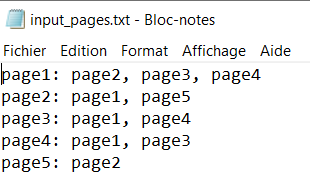 input_pages.txt - Bloc-notes
Fichier Edition Format Affichage Aide
page1: page2, page3, page4
page2: page1, page5
page3: page1, page4
page4: page1, page3
page5: page2